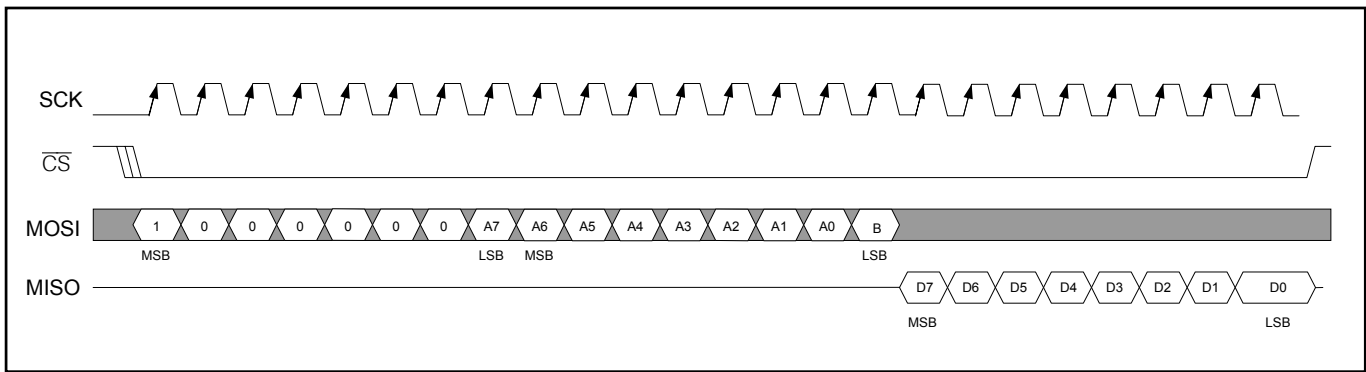 SCK
CS
MOSI 1 0 0 0 0 0 0 A7 A6 A5 A4 A3 A2 A1 A0 B
MSB LSB MSB LSB
MISO D7 D6 D5 D4 D3 D2 D1 D0
MSB LSB